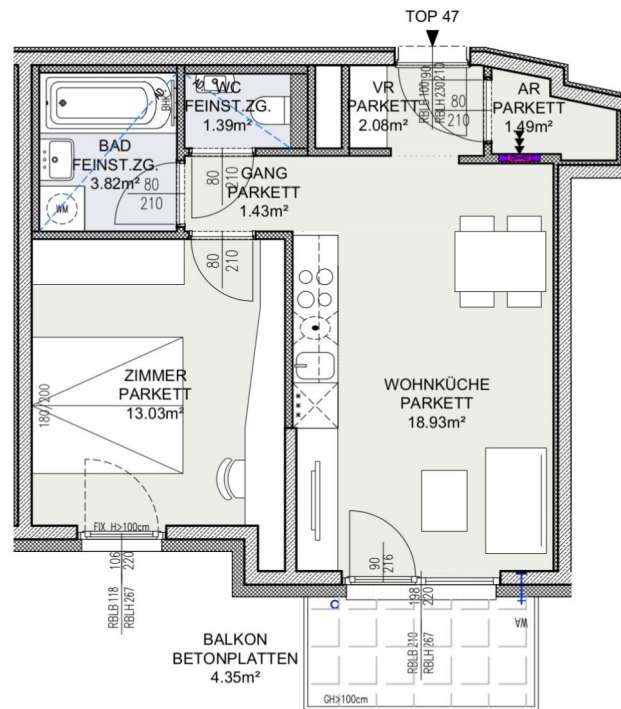 TOP 47
WC
FEINST.ZG.
1.39m²
VR
PARKETT
2.08m²
90
210
RBLB 100
RBLH 230
80
210
AR
PARKETT
1.49m²
BAD
FEINST.ZG.
3.82m²
80
210
WM
80
210
GANG
PARKETT
1.43m²
80
210
ZIMMER
PARKETT
13.03m²
180/200
WOHNKÜCHE
PARKETT
18.93m²
FIX H>100cm
106
220
RBLB 118
RBLH 267
90
216
198
220
RBLB 210
RBLH 267
WA
BALKON
BETONPLATTEN
4.35m²
GH>100cm